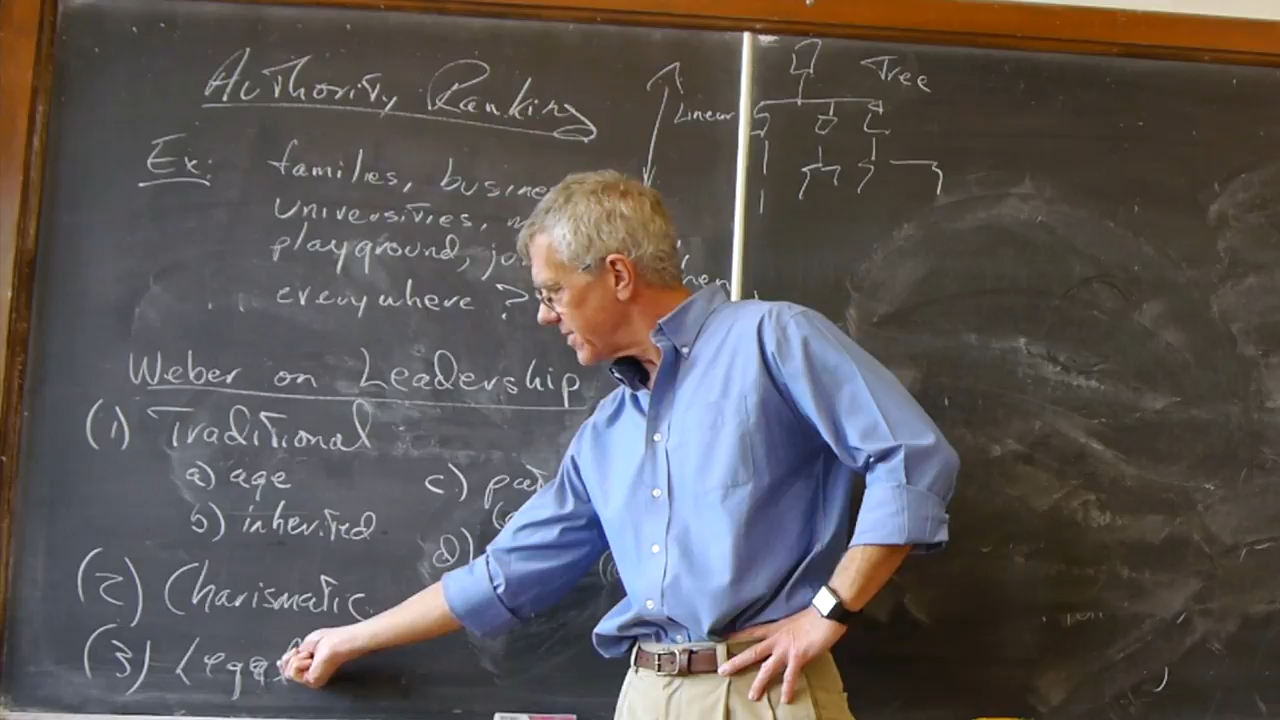 Authority Ranking
Linear
Tree
Ex: families,
universities,
playground,
everywhere ?
Weber on Leadership
(1) Traditional
a) age
c)
b) inherited
d)
(2) Charismatic
(3) Legal